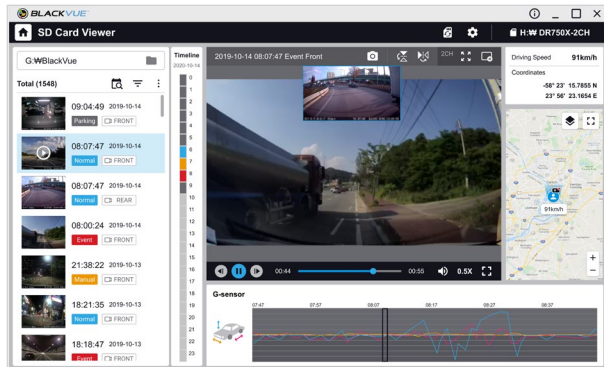 BLACKVUE
SD Card Viewer
H:₩ DR750X-2CH
G:₩BlackVue
Total (1548)
09:04:49 2019-10-14
Parking FRONT
08:07:47 2019-10-14
Normal FRONT
08:07:47 2019-10-14
Normal REAR
08:00:24 2019-10-14
Event FRONT
21:38:22 2019-10-13
Manual FRONT
18:21:35 2019-10-13
Normal FRONT
18:18:47 2019-10-13
Event FRONT
Timeline
2020-10-14
0
1
2
3
4
5
6
7
8
9
10
11
12
13
14
15
16
17
18
19
20
21
22
23
2019-10-14 08:07:47 Event Front
2CH
00:44
00:55
0.5X
Driving Speed 91km/h
Coordinates
-58° 23' 15.7855 N
23° 56' 23.1654 E
91km/h
+
−
G-sensor
07:47 07:57 08:07 08:17 08:27 08:37